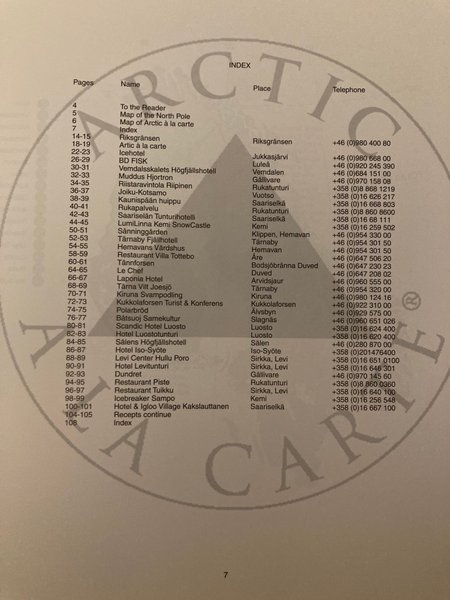 INDEX
Pages Name Place Telephone
4 To the Reader
5 Map of the North Pole
6 Map of Arctic à la carte
7 Index
14-15 Riksgränsen Riksgränsen +46 (0)980 400 80
18-19 Artic à la carte
22-23 Icehotel Jukkasjärvi +46 (0)980 668 00
26-29 BD FISK Luleå +46 (0)920 245 390
30-31 Vemdalsskalets Högfjällshotell Vemdalen +46 (0)684 151 00
32-33 Muddus Hjortron Gällivare +46 (0)970 158 08
34-35 Riistaravintola Riipinen Rukatunturi +358 (0)8 868 1219
36-37 Joiku-Kotsamo Vuotso +358 (0)16 626 217
38-39 Kaunispään huippu Saariselkä +358 (0)16 668 803
40-41 Rukapalvelu Rukatunturi +358 (0)8 860 8600
42-43 Saariselän Tunturihotelli Saariselkä +358 (0)16 68 111
44-45 LumiLinna Kemi SnowCastle Kemi +358 (0)16 259 502
50-51 Sånninggården Klippen, Hemavan +46 (0)954 330 00
52-53 Tärnaby Fjällhotel Tärnaby +46 (0)954 301 50
54-55 Hemavans Värdshus Hemavan +46 (0)954 301 50
58-59 Restaurant Villa Tottebo Åre +46 (0)647 506 20
60-61 Tännforsen Bodsjöbränna Duved +46 (0)647 230 23
64-65 Le Chef Duved +46 (0)647 208 02
66-67 Laponia Hotel Arvidsjaur +46 (0)960 555 00
68-69 Tärna Vilt Joesjö Tärnaby +46 (0)954 301 50
70-71 Kiruna Svampodling Kiruna +46 (0)980 124 16
72-73 Kukkolaforsen Turist & Konferens Kukkolaforsen +46 (0)922 310 00
74-75 Polarbröd Älvsbyn +46 (0)929 575 00
76-77 Båtsuoj Samekultur Slagnäs +46 (0)960 651 026
80-81 Scandic Hotel Luosto Luosto +358 (0)16 624 400
82-83 Hotel Luostotunturi Luosto +358 (0)16 620 400
84-85 Sälens Högfjällshotell Sälen +46 (0)280 870 00
86-87 Hotel Iso-Syöte Iso-Syöte +358 (0)201476400
88-89 Levi Center Hullu Poro Sirkka, Levi +358 (0)16 651 0100
90-91 Hotel Levitunturi Sirkka, Levi +358 (0)16 646 301
92-93 Dundret Gällivare +46 (0)970 145 60
94-95 Restaurant Piste Rukatunturi +358 (0)8 860 0360
96-97 Restaurant Tuikku Sirkka, Levi +358 (0)16 640 100
98-99 Icebreaker Sampo Kemi +358 (0)16 256 548
100-101 Hotel & Igloo Village Kakslauttanen Saariselkä +358 (0)16 667 100
104-105 Recepts continue
108 Index
ARCTIC
A LA CARTE
®
7